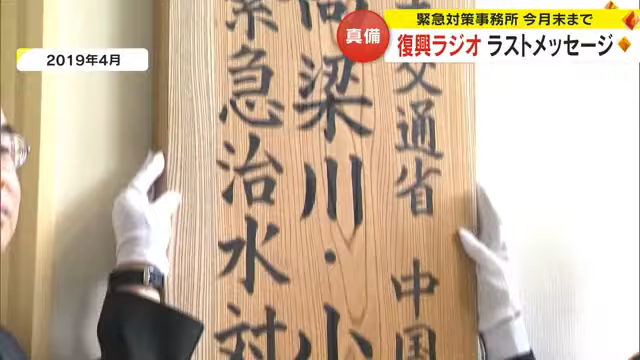 緊急対策事務所 今月末まで
真備
復興ラジオ ラストメッセージ
2019年4月
交通省 中国
梁川・小
緊急治水対